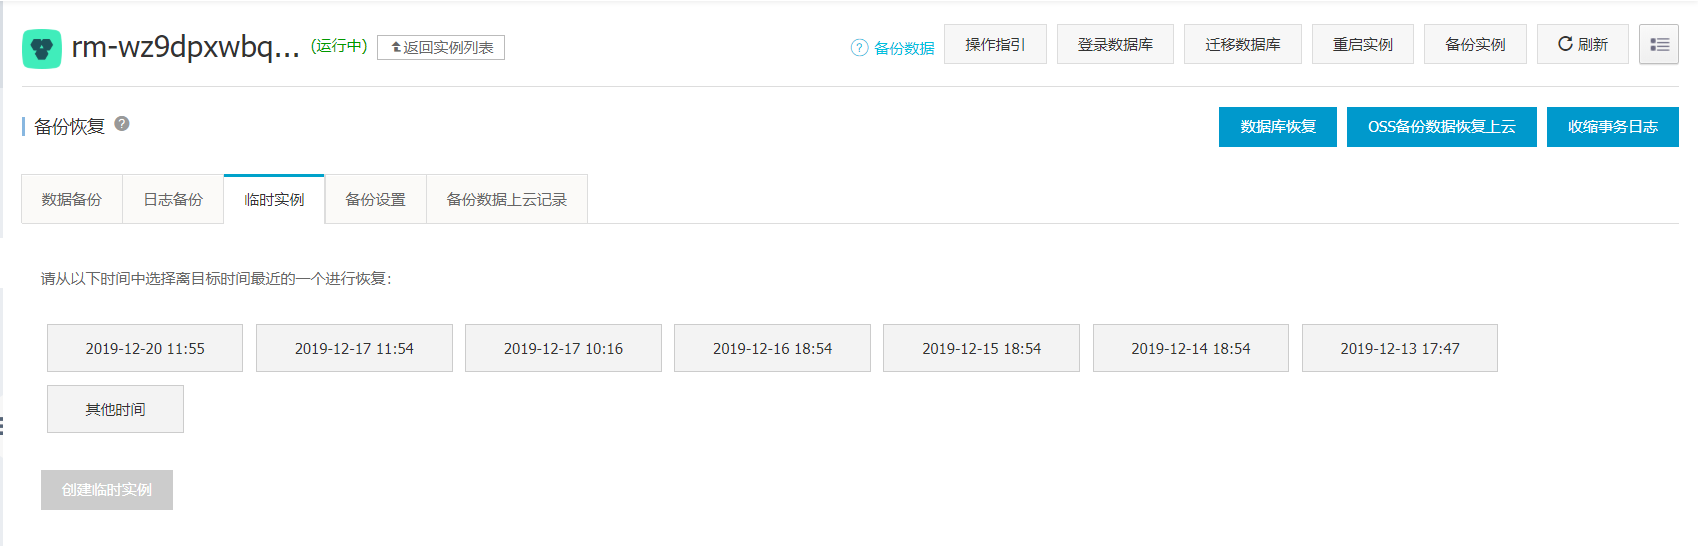 rm-wz9dpxwbq... (运行中) 返回实例列表 备份数据 操作指引 登录数据库 迁移数据库 重启实例 备份实例 刷新
备份恢复 数据库恢复 OSS备份数据恢复上云 收缩事务日志
数据备份 日志备份 临时实例 备份设置 备份数据上云记录
请从以下时间中选择离目标时间最近的一个进行恢复：
2019-12-20 11:55 2019-12-17 11:54 2019-12-17 10:16 2019-12-16 18:54 2019-12-15 18:54 2019-12-14 18:54 2019-12-13 17:47
其他时间
创建临时实例